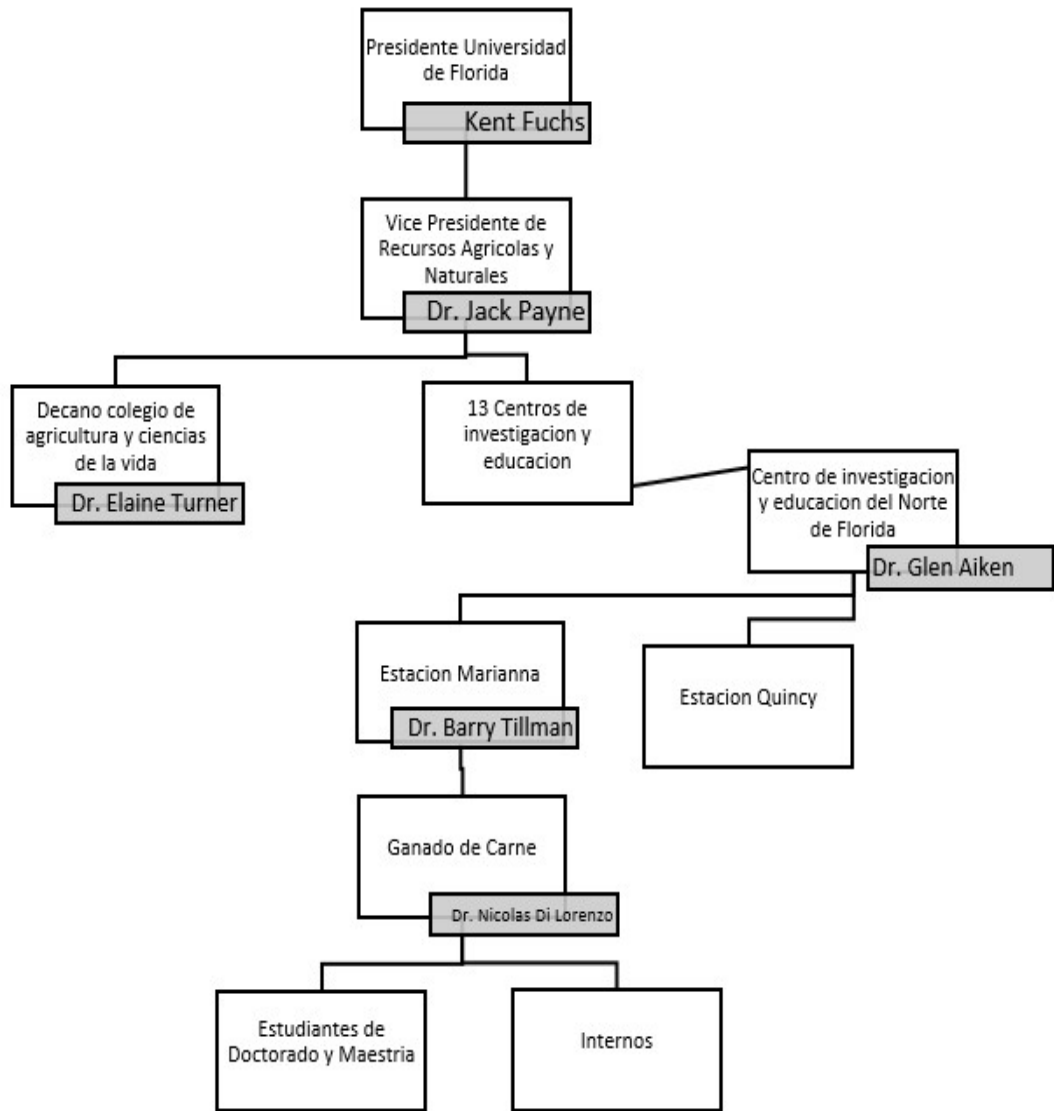 Presidente Universidad
de Florida
Kent Fuchs
Vice Presidente de
Recursos Agricolas y
Naturales
Dr. Jack Payne
Decano colegio de
agricultura y ciencias
de la vida
Dr. Elaine Turner
13 Centros de
investigacion y
educacion
Centro de investigacion
y educacion del Norte
de Florida
Dr. Glen Aiken
Estacion Marianna
Dr. Barry Tillman
Estacion Quincy
Ganado de Carne
Dr. Nicolas Di Lorenzo
Estudiantes de
Doctorado y Maestria
Internos